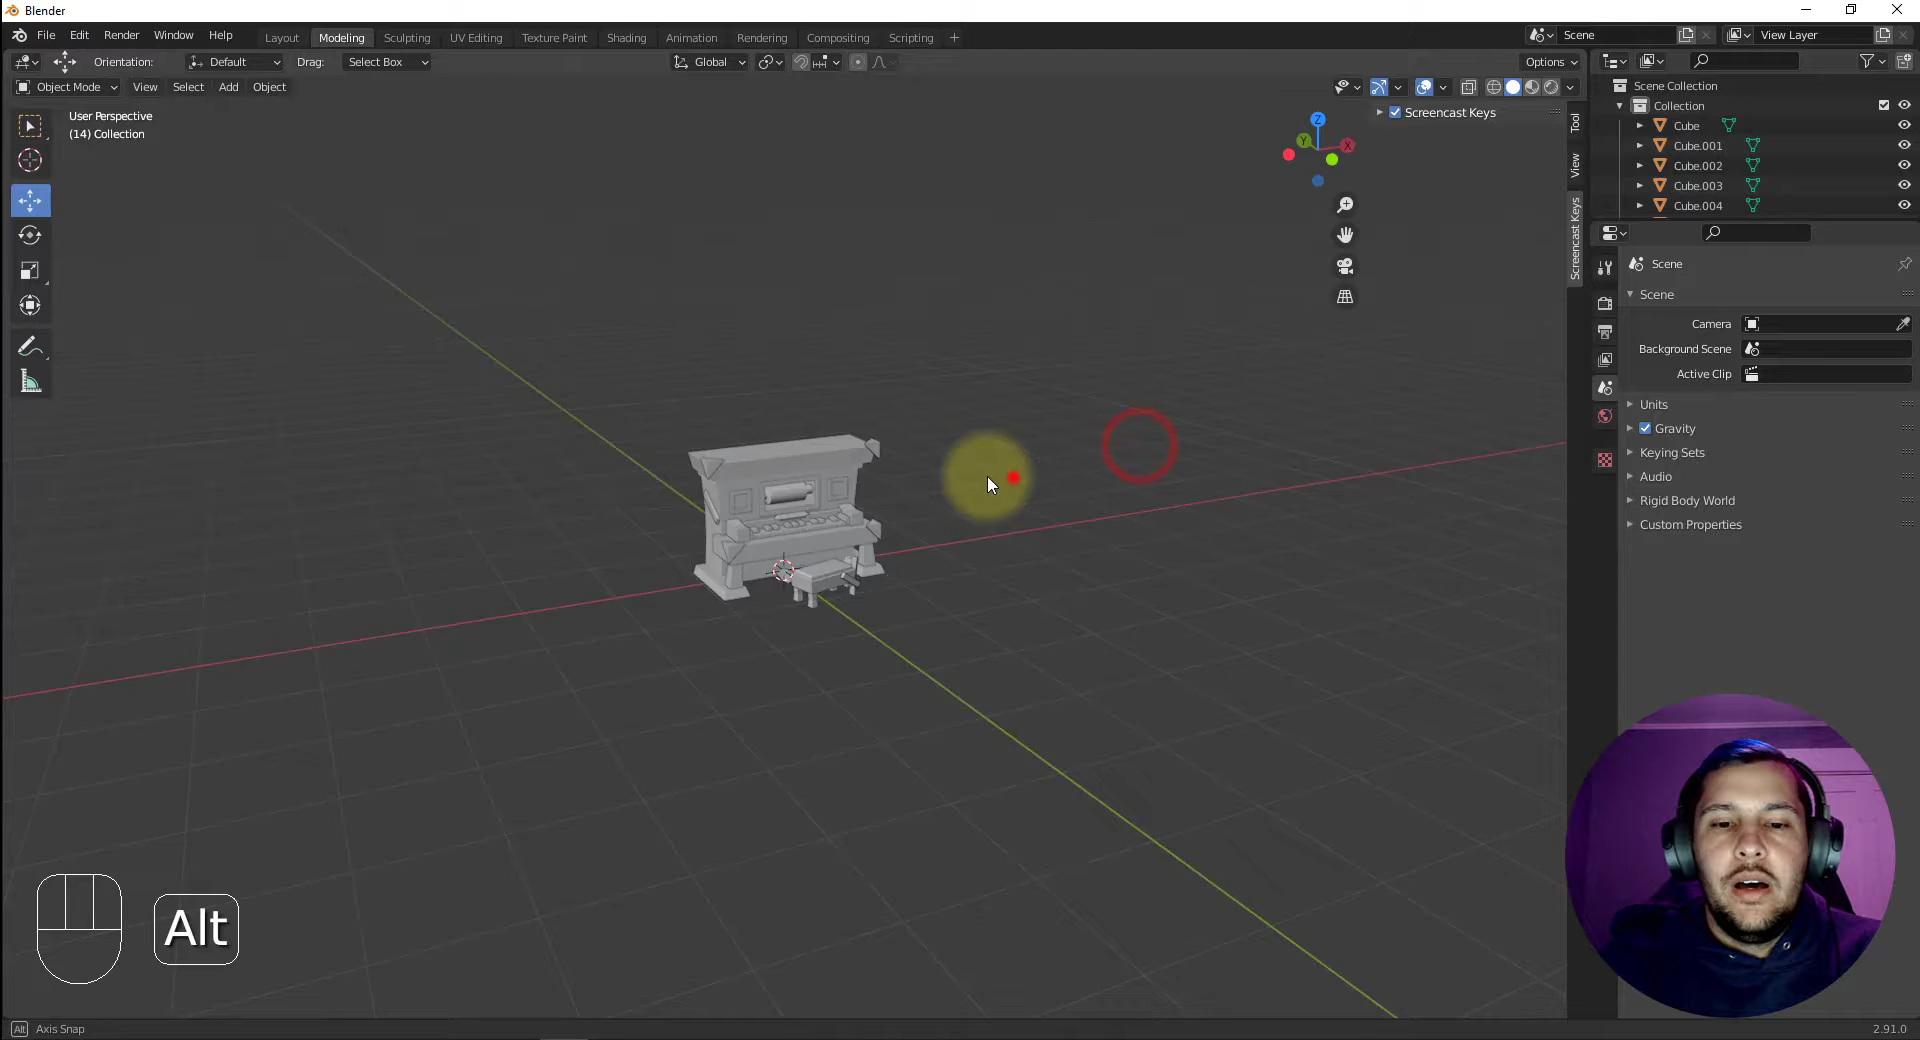 Blender
File Edit Render Window Help
Layout Modeling Sculpting UV Editing Texture Paint Shading Animation Rendering Compositing Scripting +
Scene
View Layer
Orientation: Default Drag: Select Box
Global
Options
Object Mode View Select Add Object
User Perspective
(14) Collection
Screencast Keys
Z
Y
X
Tool
View
Screencast Keys
Scene Collection
Collection
Cube
Cube.001
Cube.002
Cube.003
Cube.004
Scene
Scene
Camera
Background Scene
Active Clip
Units
Gravity
Keying Sets
Audio
Rigid Body World
Custom Properties
Alt
Alt Axis Snap
2.91.0